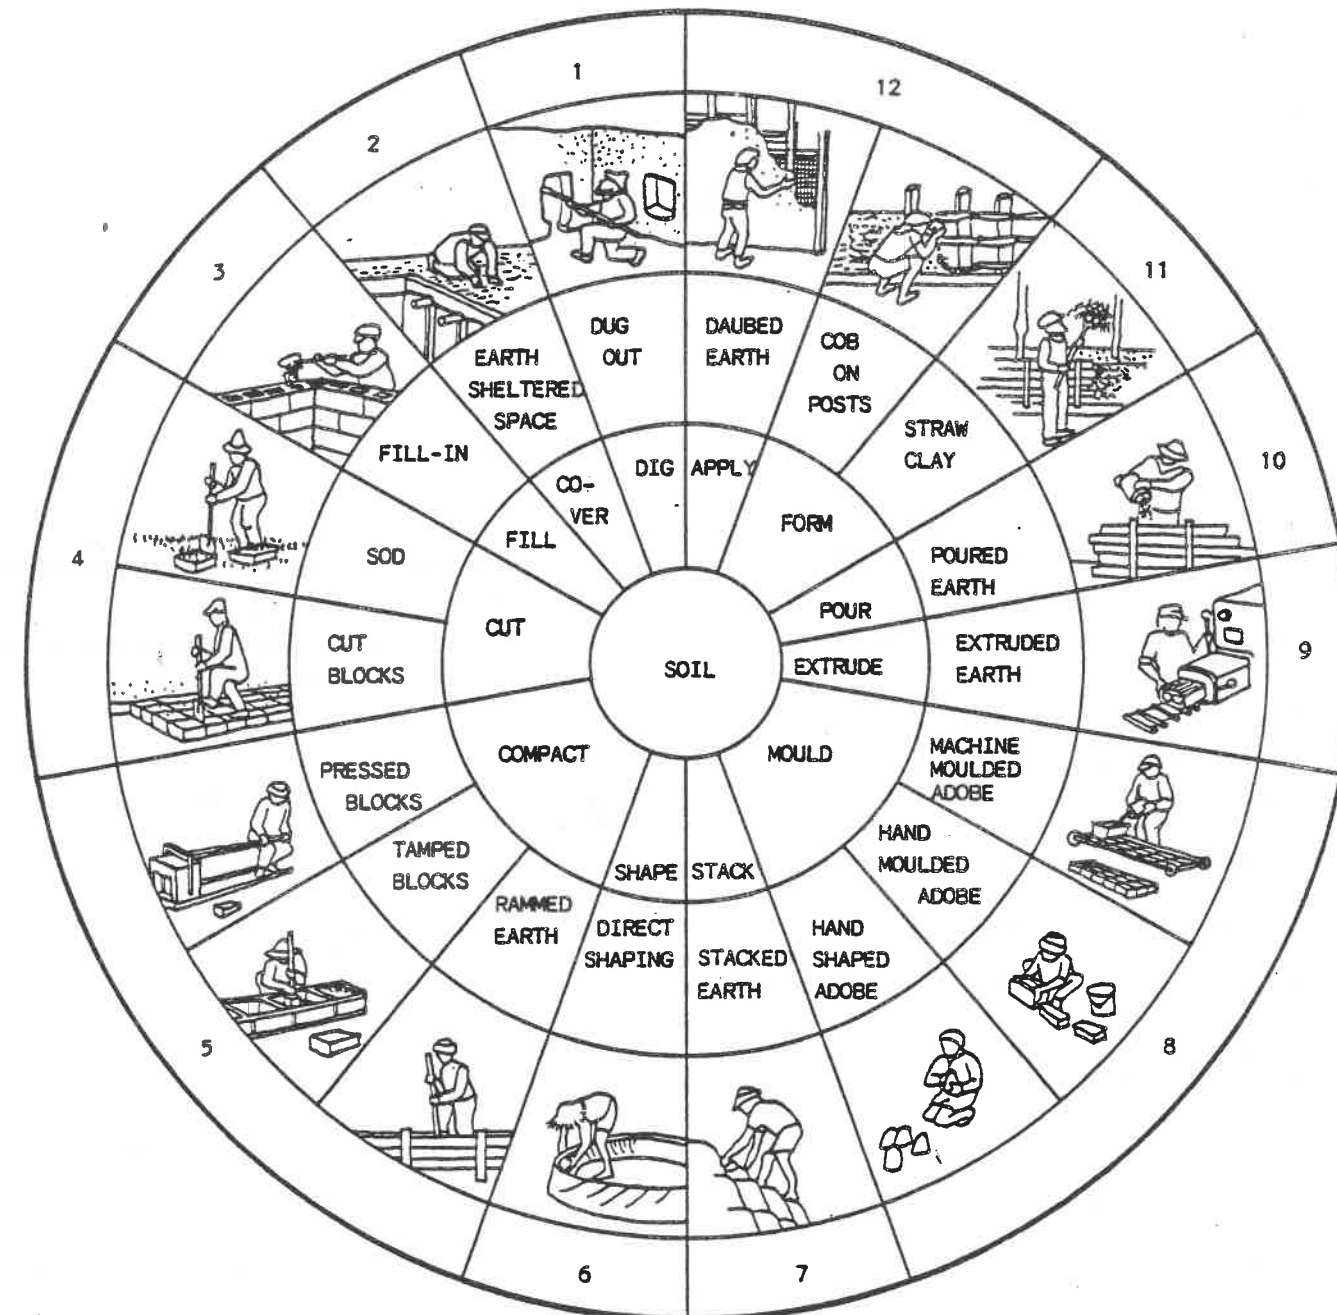 1
2
3
4
5
6
7
8
9
10
11
12
DUG
OUT
EARTH
SHELTERED
SPACE
FILL-IN
SOD
CUT
BLOCKS
PRESSED
BLOCKS
TAMPED
BLOCKS
RAMMED
EARTH
DIRECT
SHAPING
STACKED
EARTH
HAND
SHAPED
ADOBE
HAND
MOULDED
ADOBE
MACHINE
MOULDED
ADOBE
EXTRUDED
EARTH
POURED
EARTH
STRAW
CLAY
COB
ON
POSTS
DAUBED
EARTH
DIG
CO-
VER
FILL
CUT
COMPACT
SHAPE
STACK
MOULD
EXTRUDE
POUR
FORM
APPLY
SOIL